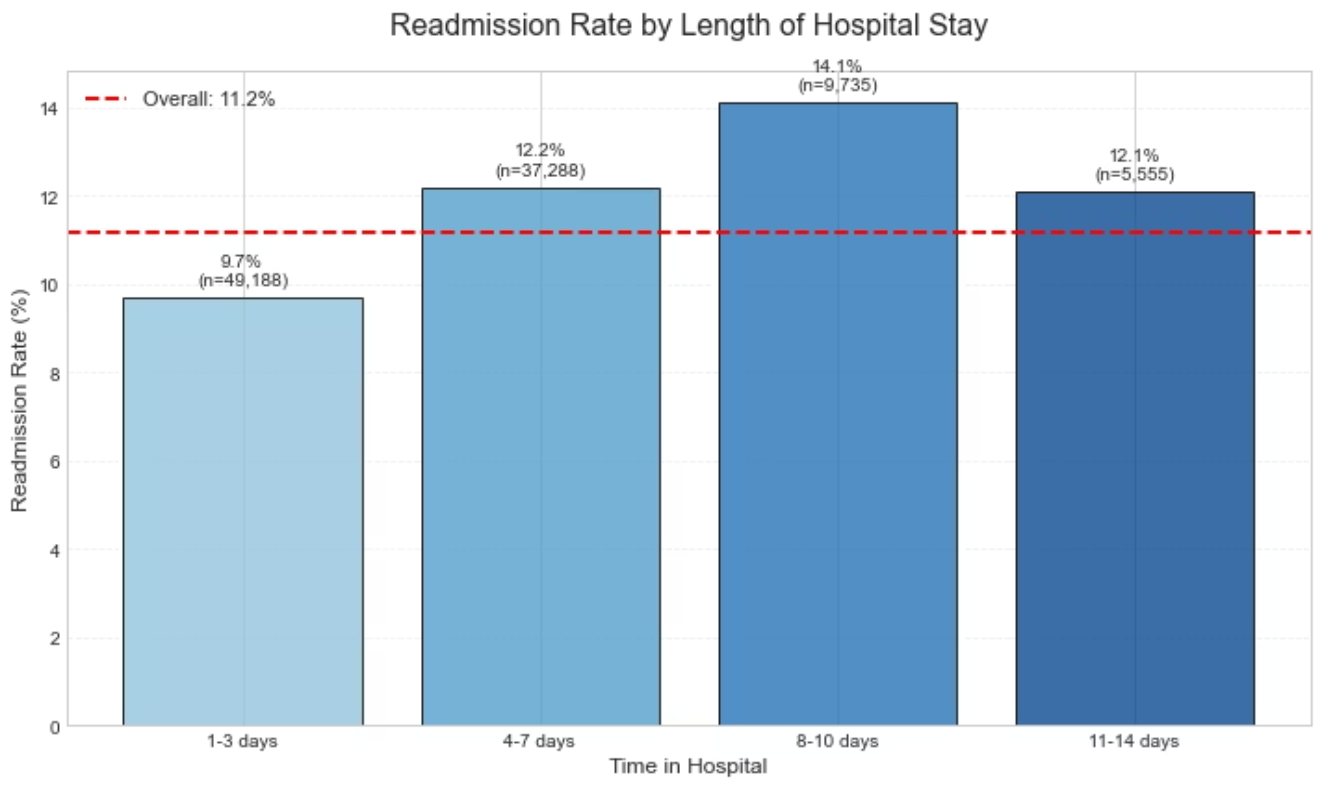 Readmission Rate by Length of Hospital Stay
Overall: 11.2%
14.1%
(n=9,735)
12.2%
(n=37,288)
12.1%
(n=5,555)
9.7%
(n=49,188)
Readmission Rate (%)
14
12
10
8
6
4
2
0
1-3 days
4-7 days
8-10 days
11-14 days
Time in Hospital